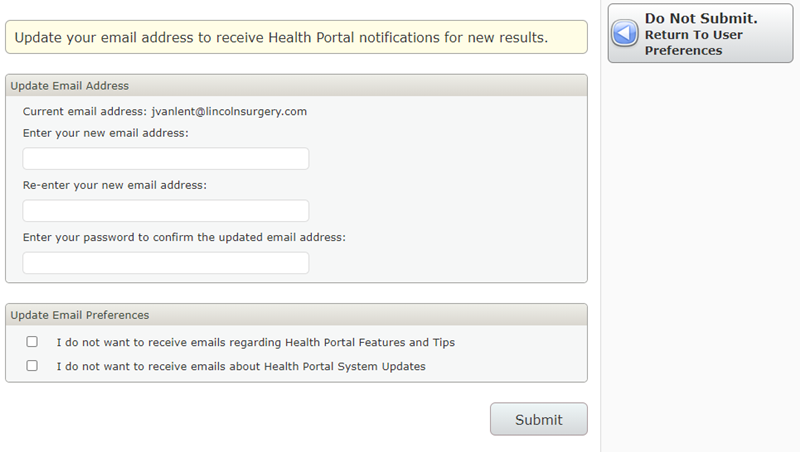 Update your email address to receive Health Portal notifications for new results.
Update Email Address
Current email address: jvanlent@lincolnsurgery.com
Enter your new email address:
Re-enter your new email address:
Enter your password to confirm the updated email address:
Update Email Preferences
I do not want to receive emails regarding Health Portal Features and Tips
I do not want to receive emails about Health Portal System Updates
Submit
Do Not Submit.
Return To User
Preferences